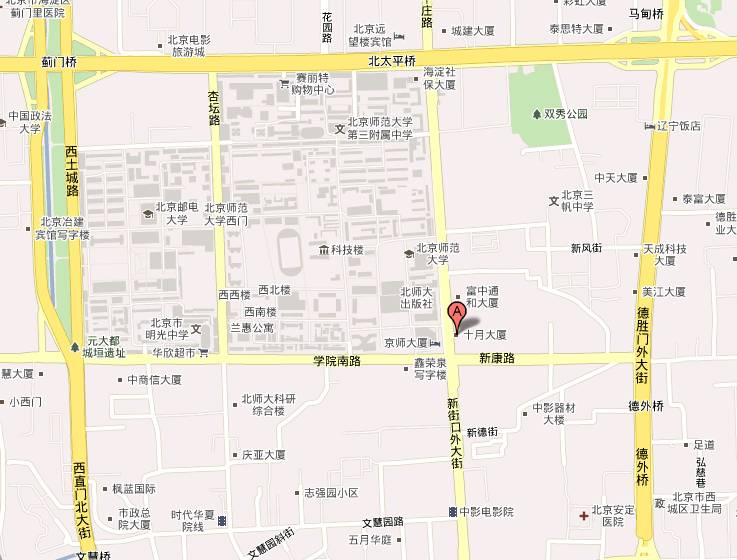 北京市海淀区
蓟门里医院
北京电影
旅游城
花园路
北京远
望楼宾馆
庄路
城建大厦
彩虹大厦
泰思特大厦
马甸桥
蓟门桥
北太平桥
海淀社
保大厦
赛丽特
购物中心
杏坛路
中国政法
大学
北京师范大学
第三附属中学
双秀公园
辽宁饭店
西土城路
中天大厦
北京邮电
大学
北京师范
大学西门
北京三
帆中学
泰富大厦
德胜
业大厦
北京冶建
宾馆写字楼
科技楼
北京师范
大学
新风街
天成科技
大厦
西西楼
西北楼
北师大
出版社
富中通
和大厦
美江大厦
西南楼
A
北京市
明光中学
兰惠公寓
十月大厦
德胜门外大街
元大都
城垣遗址
华欣超市
京师大厦
学院南路
新康路
慧大厦
中商信大厦
鑫荣泉
写字楼
小西门
北师大科研
综合楼
新街口外大街
中影器材
大楼
德外桥
新德街
庆亚大厦
足道
弘慈巷
德外桥
西直门北大街
枫蓝国际
志强园小区
北京市西
城区卫生局
市政总
院大厦
时代华夏
院线
文慧园路
中影电影院
北京安定
医院
文慧园斜街
五月华庭
文慧桥